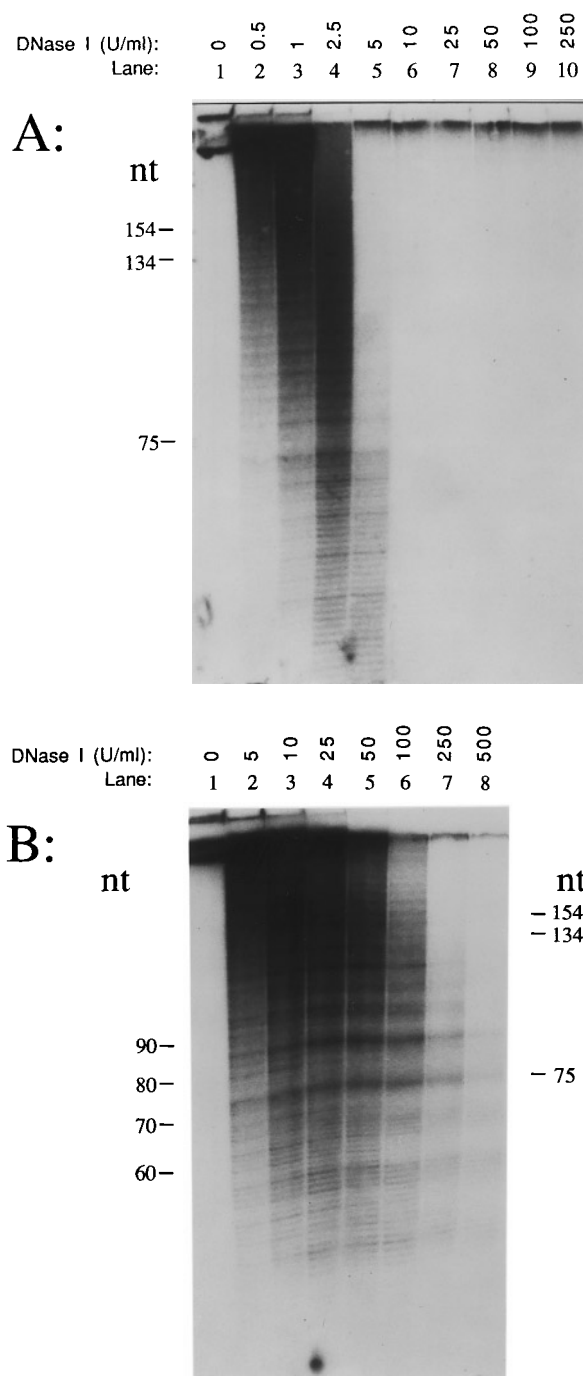 DNase I (U/ml): 0 0.5 1 2.5 5 10 25 50 100 250
Lane: 1 2 3 4 5 6 7 8 9 10
A:
nt
154–
134–
75–
DNase I (U/ml): 0 5 10 25 50 100 250 500
Lane: 1 2 3 4 5 6 7 8
B:
nt nt
– 154
– 134
90–
– 75
80–
70–
60–